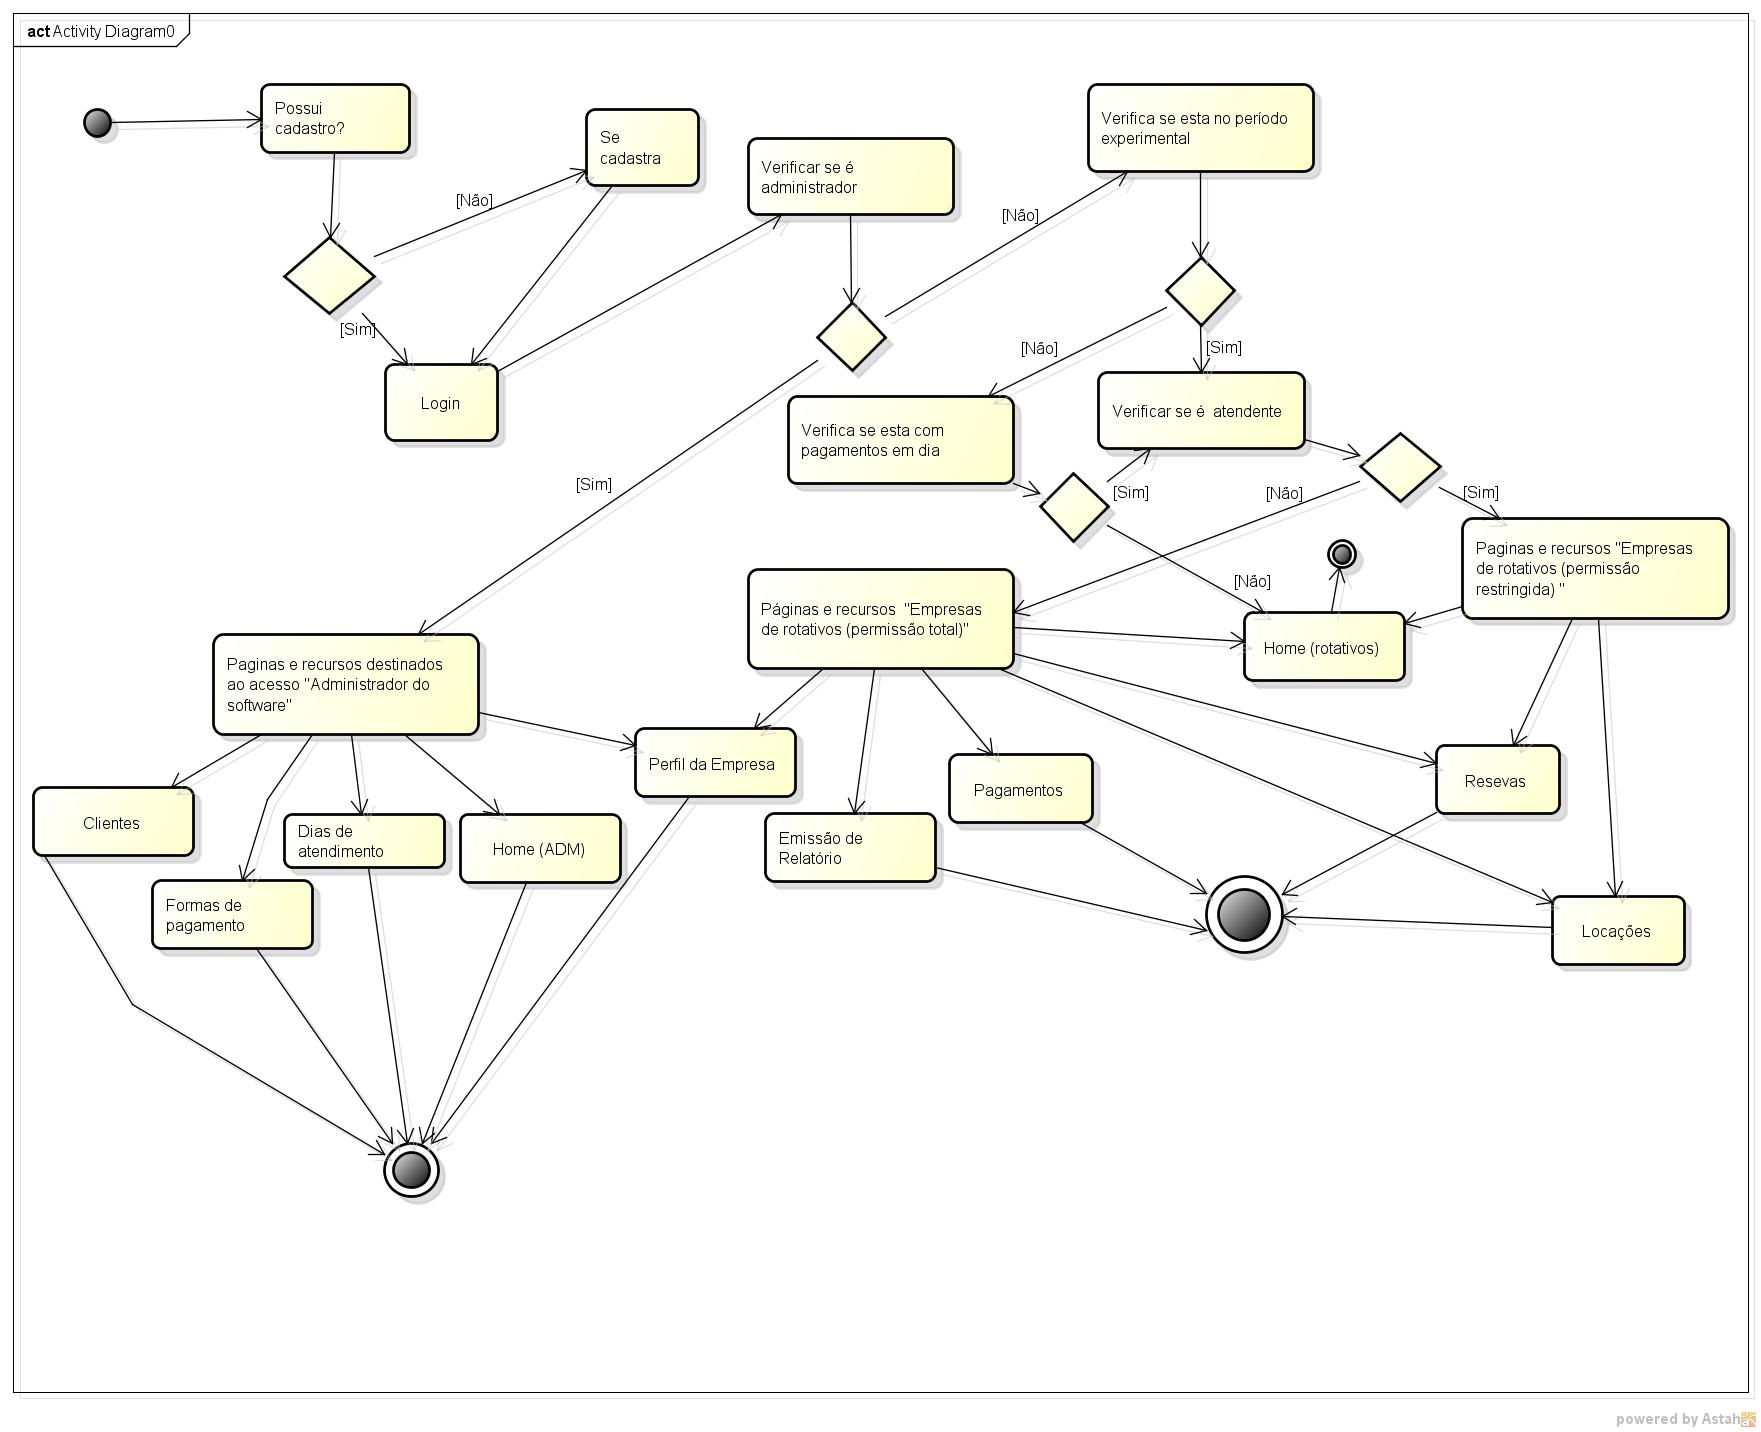 act Activity Diagram0
Possui
cadastro?
Se
cadastra
Verificar se é
administrador
Verifica se esta no período
experimental
[Não]
[Não]
[Sim]
[Não]
[Sim]
Login
Verifica se esta com
pagamentos em dia
Verificar se é  atendente
[Sim]
[Sim]
[Não]
[Sim]
Paginas e recursos "Empresas
de rotativos (permissão
restringida) "
[Não]
Páginas e recursos  "Empresas
de rotativos (permissão total)"
Home (rotativos)
Paginas e recursos destinados
ao acesso "Administrador do
software"
Perfil da Empresa
Pagamentos
Resevas
Clientes
Dias de
atendimento
Home (ADM)
Emissão de
Relatório
Formas de
pagamento
Locações
powered by Astah